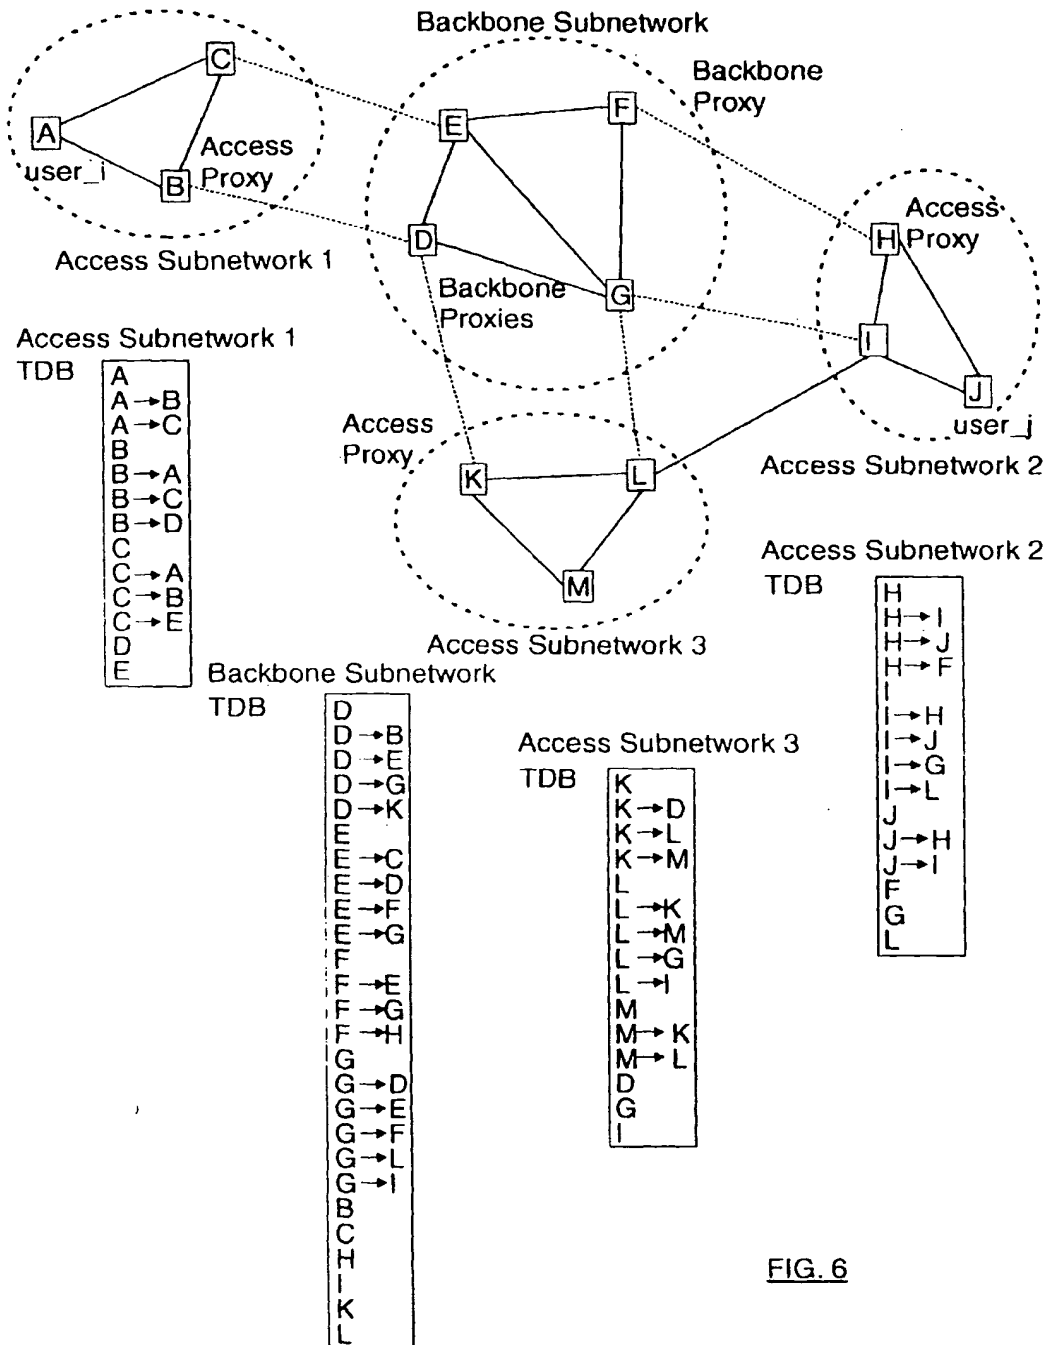 Backbone Subnetwork
C
Backbone
Proxy
E
F
A
user_i
Access
Proxy
B
Access
Proxy
D
H
Access Subnetwork 1
Backbone
Proxies
G
I
J
user_j
Access Subnetwork 2
Access
Proxy
K
L
M
Access Subnetwork 3
Access Subnetwork 1
TDB
A
A→B
A→C
B
B→A
B→C
B→D
C
C→A
C→B
C→E
D
E
Backbone Subnetwork
TDB
D
D→B
D→E
D→G
D→K
E
E→C
E→D
E→F
E→G
F
F→E
F→G
F→H
G
G→D
G→E
G→F
G→L
G→I
B
C
H
I
K
L
Access Subnetwork 3
TDB
K
K→D
K→L
K→M
L
L→K
L→M
L→G
L→I
M
M→K
M→L
D
G
I
Access Subnetwork 2
TDB
H
H→I
H→J
H→F
I
I→H
I→J
I→G
I→L
J
J→H
J→I
F
G
L
FIG. 6